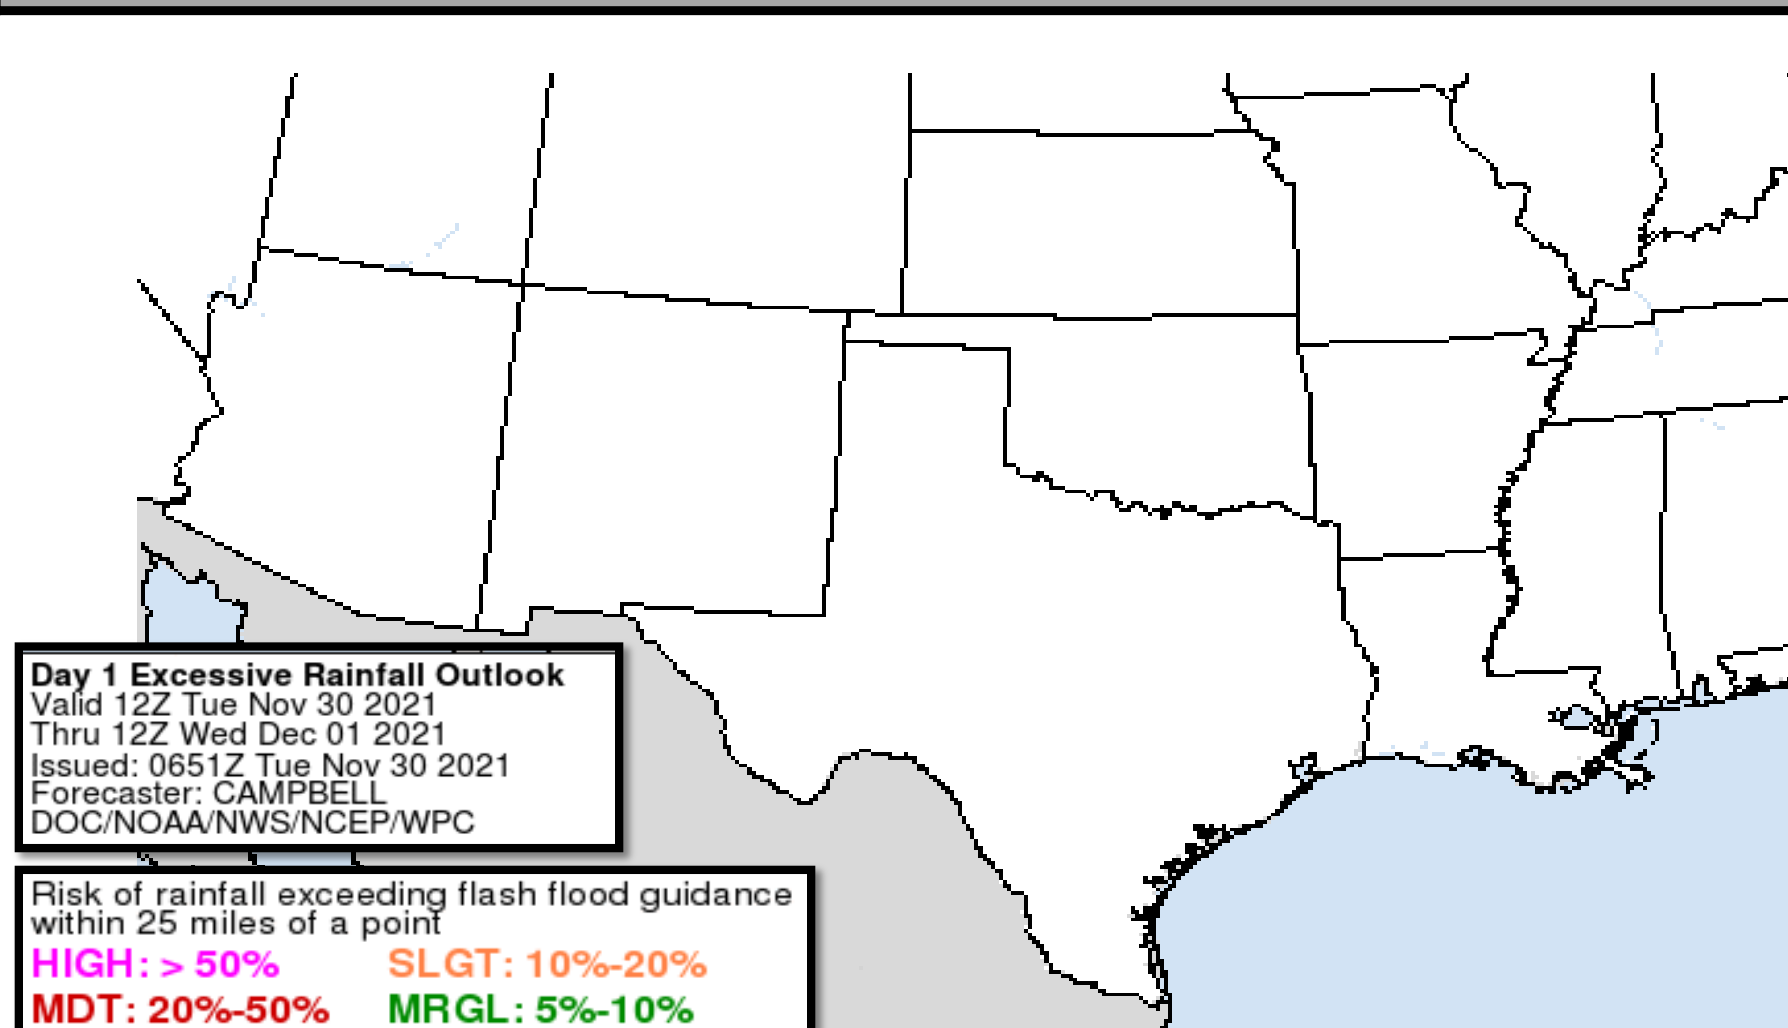 Day 1 Excessive Rainfall Outlook
Valid 12Z Tue Nov 30 2021
Thru 12Z Wed Dec 01 2021
Issued: 0651Z Tue Nov 30 2021
Forecaster: CAMPBELL
DOC/NOAA/NWS/NCEP/WPC
Risk of rainfall exceeding flash flood guidance
within 25 miles of a point
HIGH: > 50% SLGT: 10%-20%
MDT: 20%-50% MRGL: 5%-10%